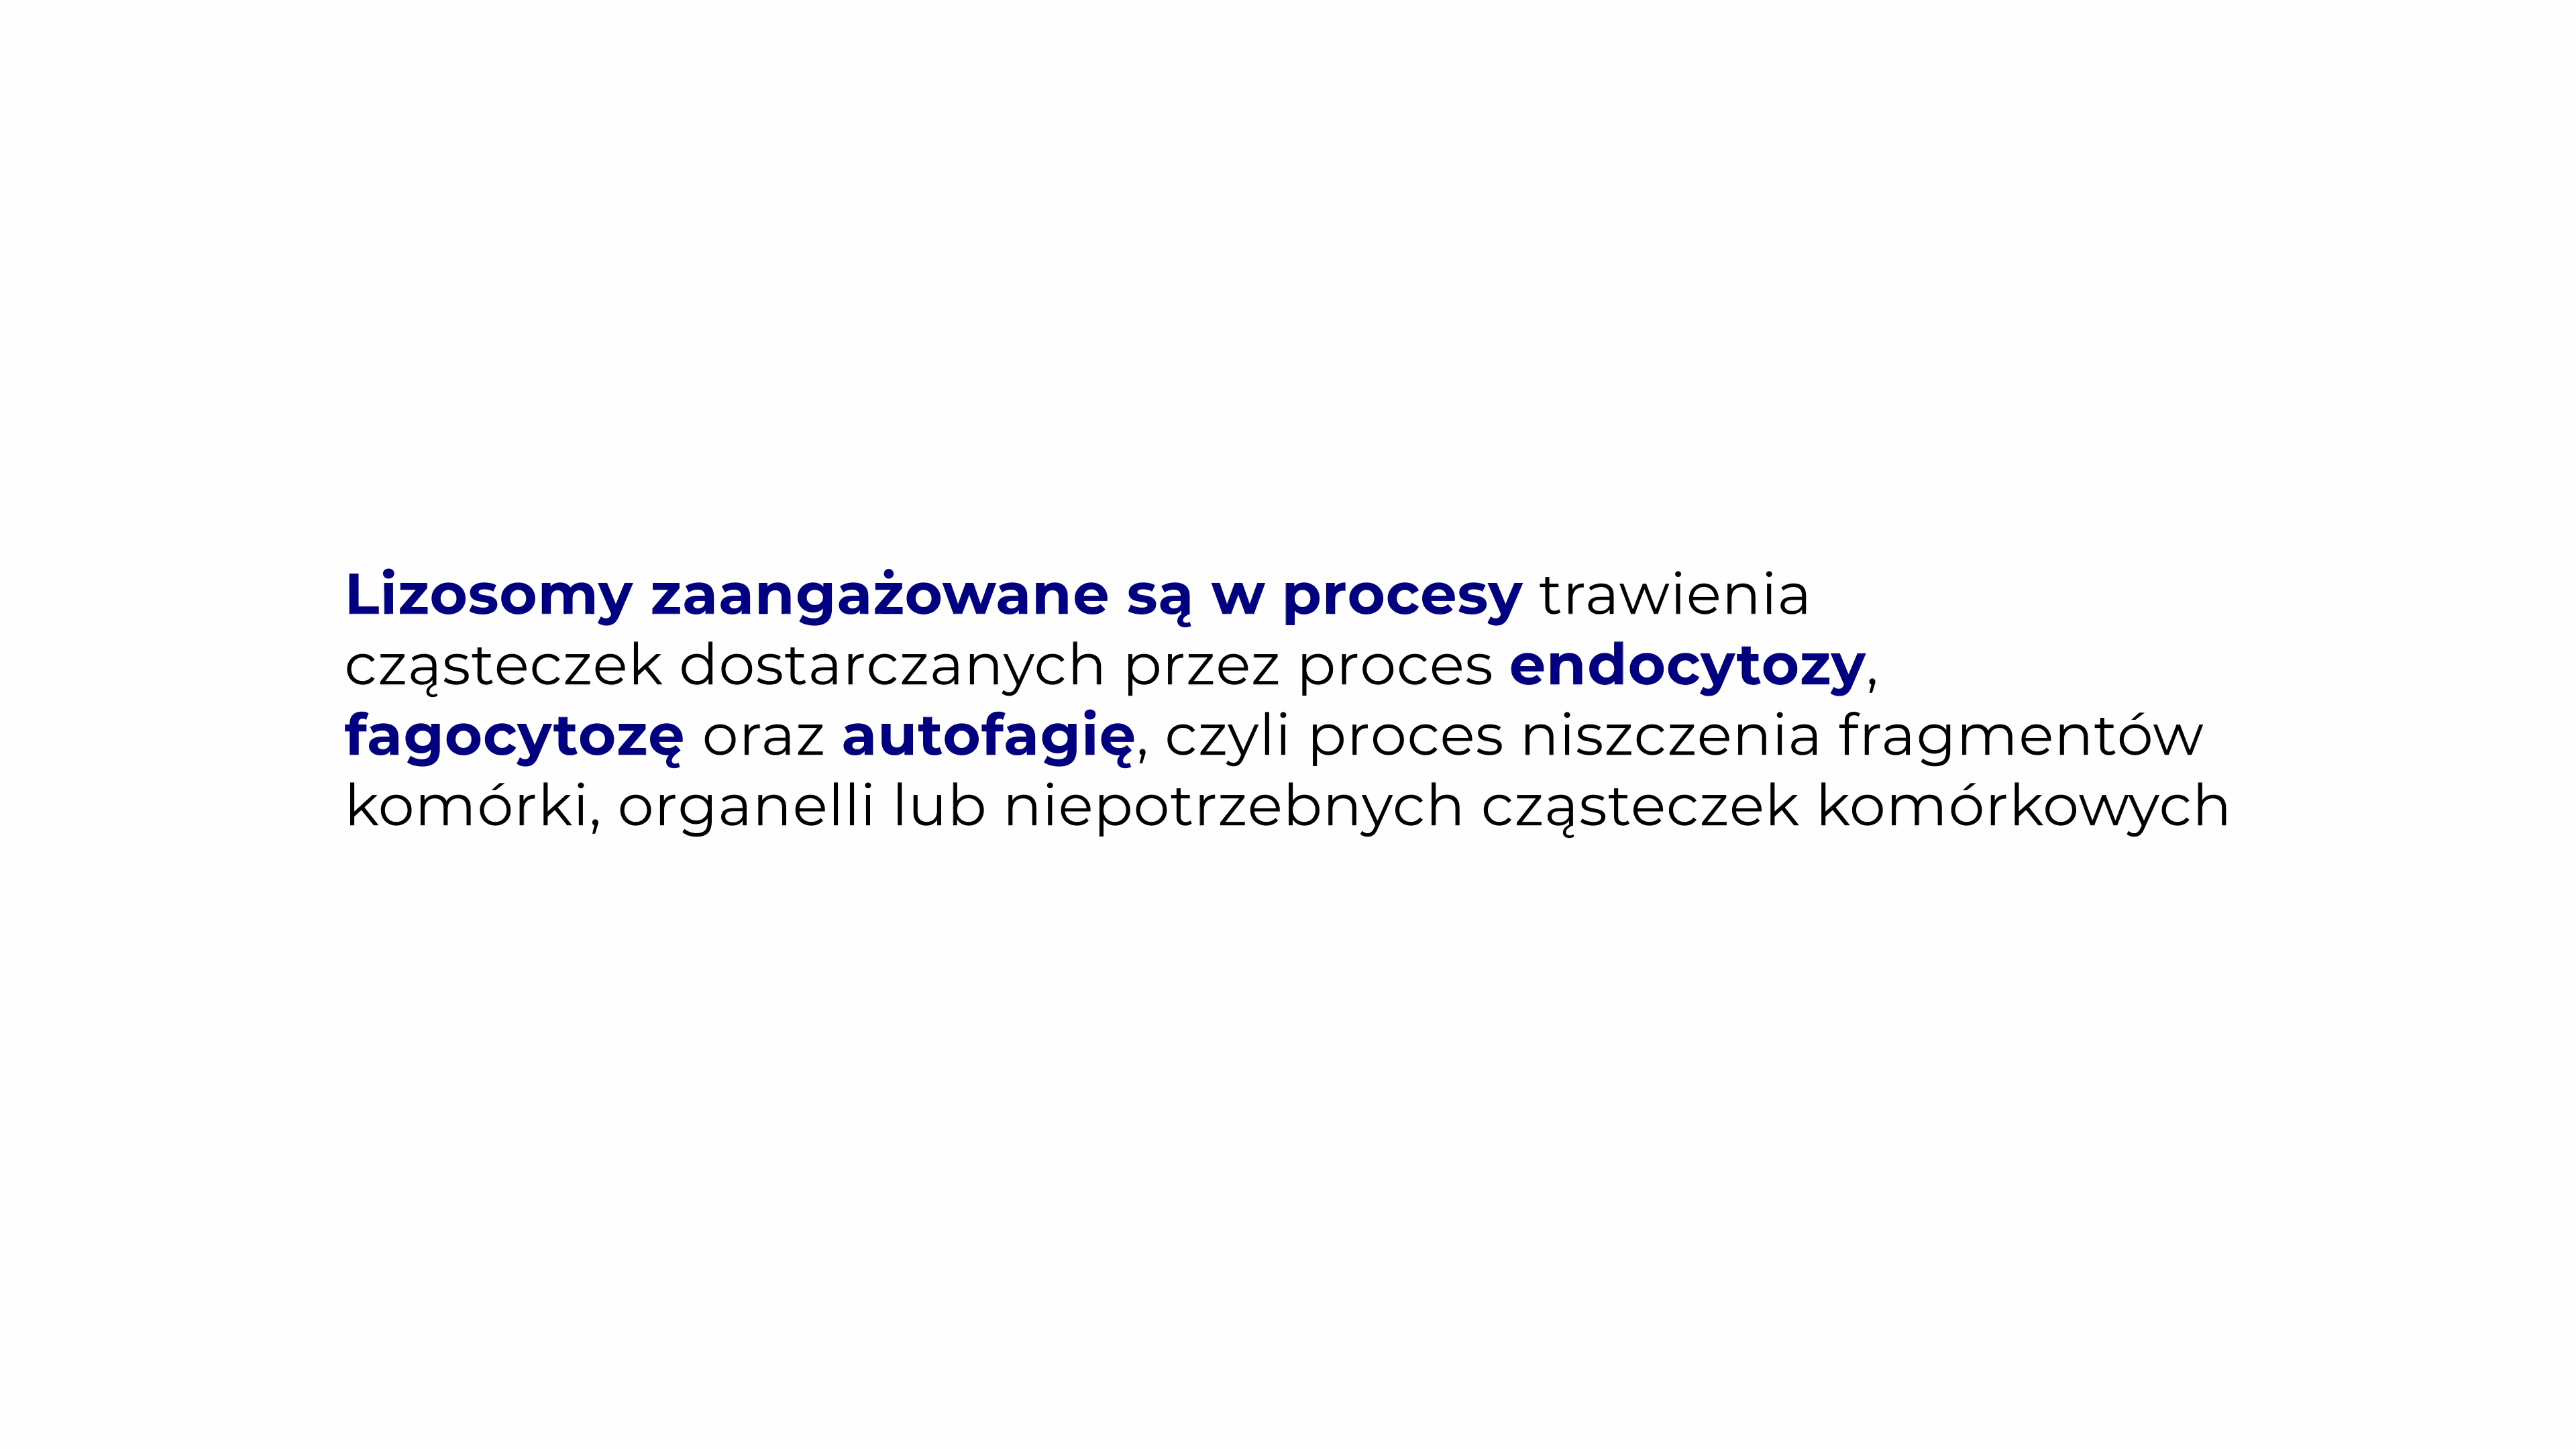 Lizosomy zaangażowane są w procesy trawienia
cząsteczek dostarczanych przez proces endocytozy,
fagocytozę oraz autofagię, czyli proces niszczenia fragmentów
komórki, organelli lub niepotrzebnych cząsteczek komórkowych